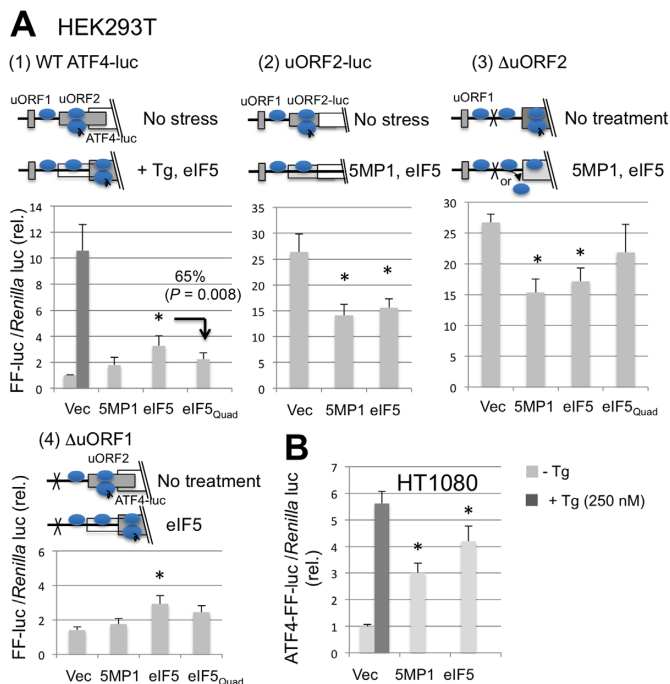 A HEK293T
(1) WT ATF4-luc
uORF1
uORF2
No stress
ATF4-luc
+ Tg, eIF5
FF-luc /Renilla luc (rel.)
14
12
10
8
6
4
2
0
65%
(P = 0.008)
*
Vec 5MP1 eIF5 eIF5Quad
(2) uORF2-luc
uORF1
uORF2-luc
No stress
5MP1, eIF5
35
30
25
20
15
10
5
0
* *
Vec 5MP1 eIF5
(3) ΔuORF2
uORF1
No treatment
or
5MP1, eIF5
30
25
20
15
10
5
0
* *
Vec 5MP1 eIF5 eIF5Quad
(4) ΔuORF1
uORF2
No treatment
ATF4-luc
eIF5
FF-luc /Renilla luc (rel.)
6
4
2
0
*
Vec 5MP1 eIF5 eIF5Quad
B
HT1080
ATF4-FF-luc /Renilla luc
(rel.)
7
6
5
4
3
2
1
0
* *
Vec 5MP1 eIF5
- Tg
+ Tg (250 nM)